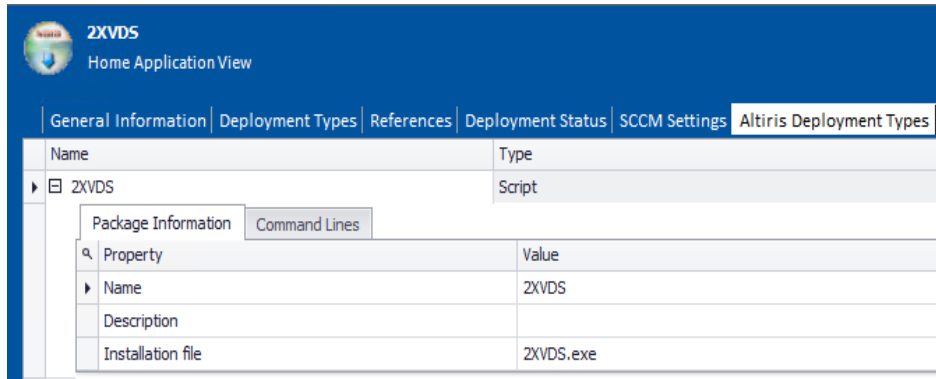 2XVDS
Home Application View
General Information Deployment Types References Deployment Status SCCM Settings Altiris Deployment Types
Name Type
2XVDS Script
Package Information Command Lines
Property Value
Name 2XVDS
Description
Installation file 2XVDS.exe